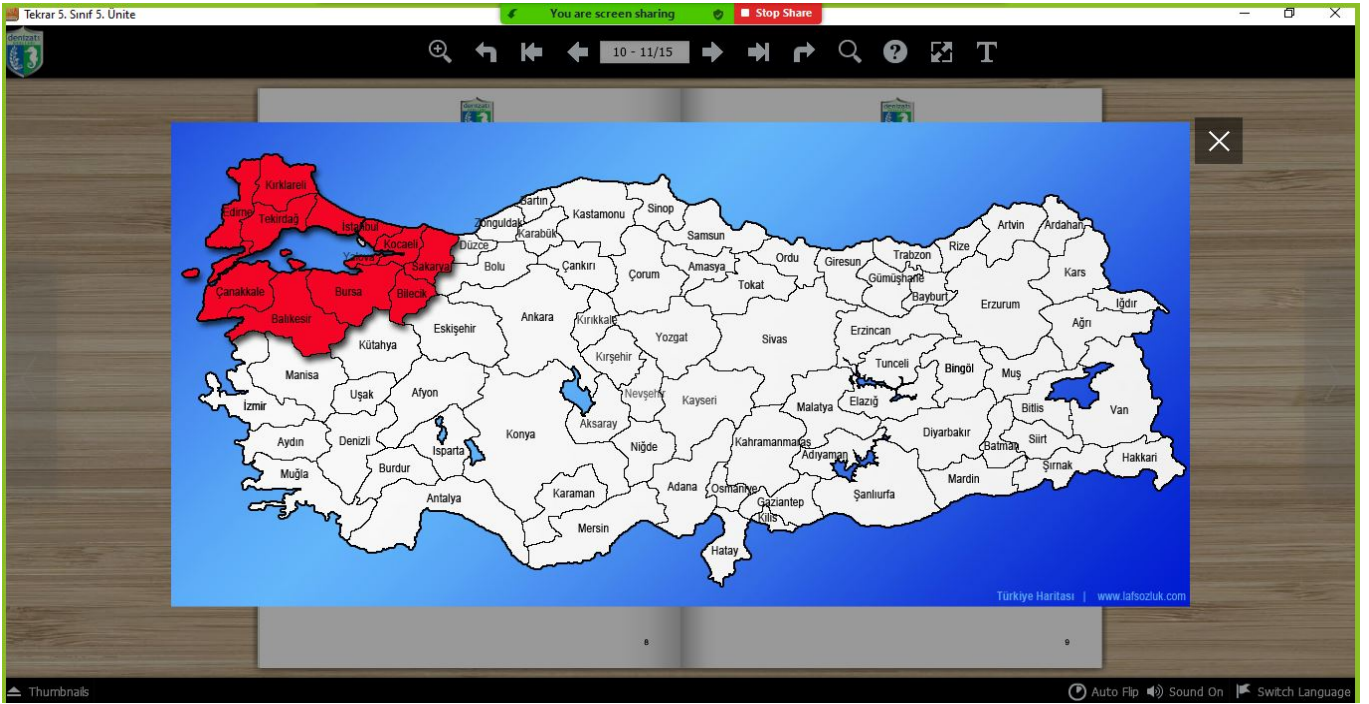 Tekrar 5. Sınıf 5. Ünite
You are screen sharing
Stop Share
denizatı
10 - 11/15
T
denizatı
denizatı
Kırklareli
Edirne
Tekirdağ
İstanbul
Kocaeli
Yalova
Sakarya
Çanakkale
Bursa
Bilecik
Balıkesir
Bartın
Zonguldak
Karabük
Düzce
Bolu
Kastamonu
Sinop
Samsun
Çankırı
Çorum
Amasya
Ordu
Tokat
Giresun
Trabzon
Gümüşhane
Rize
Bayburt
Artvin
Ardahan
Kars
Erzurum
Iğdır
Ağrı
Eskişehir
Ankara
Kırıkkale
Yozgat
Sivas
Erzincan
Kütahya
Kırşehir
Tunceli
Bingöl
Muş
Manisa
Uşak
Afyon
Nevşehir
Kayseri
Malatya
Elazığ
Bitlis
Van
İzmir
Aksaray
Aydın
Denizli
Isparta
Konya
Niğde
Kahramanmaraş
Adıyaman
Diyarbakır
Batman
Siirt
Hakkari
Şırnak
Muğla
Burdur
Antalya
Karaman
Adana
Osmaniye
Gaziantep
Şanlıurfa
Mardin
Mersin
Kilis
Hatay
Türkiye Haritası | www.lafsozluk.com
8
9
Thumbnails
Auto Flip
Sound On
Switch Language